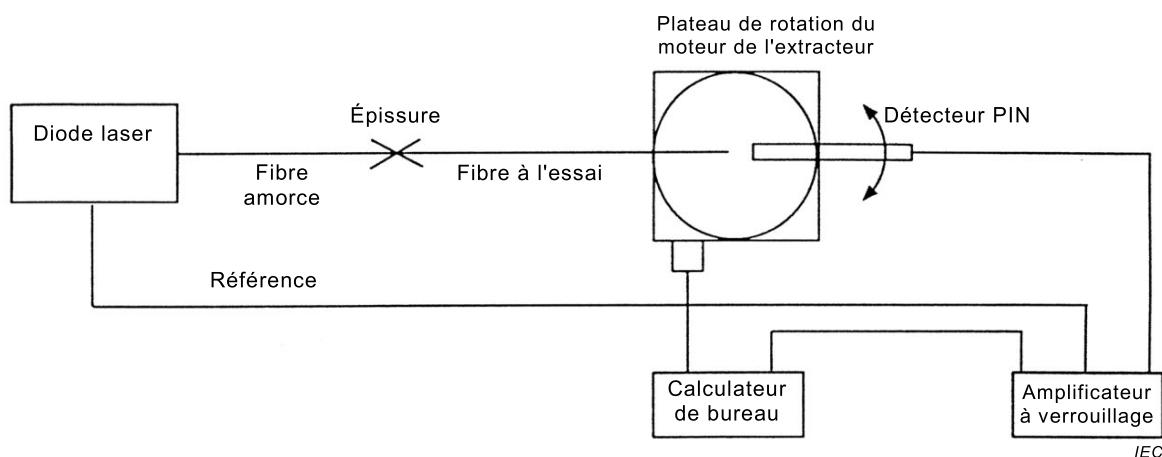 Plateau de rotation du
moteur de l'extracteur
Diode laser
Épissure
Détecteur PIN
Fibre
amorce
Fibre à l'essai
Référence
Calculateur
de bureau
Amplificateur
à verrouillage
IEC